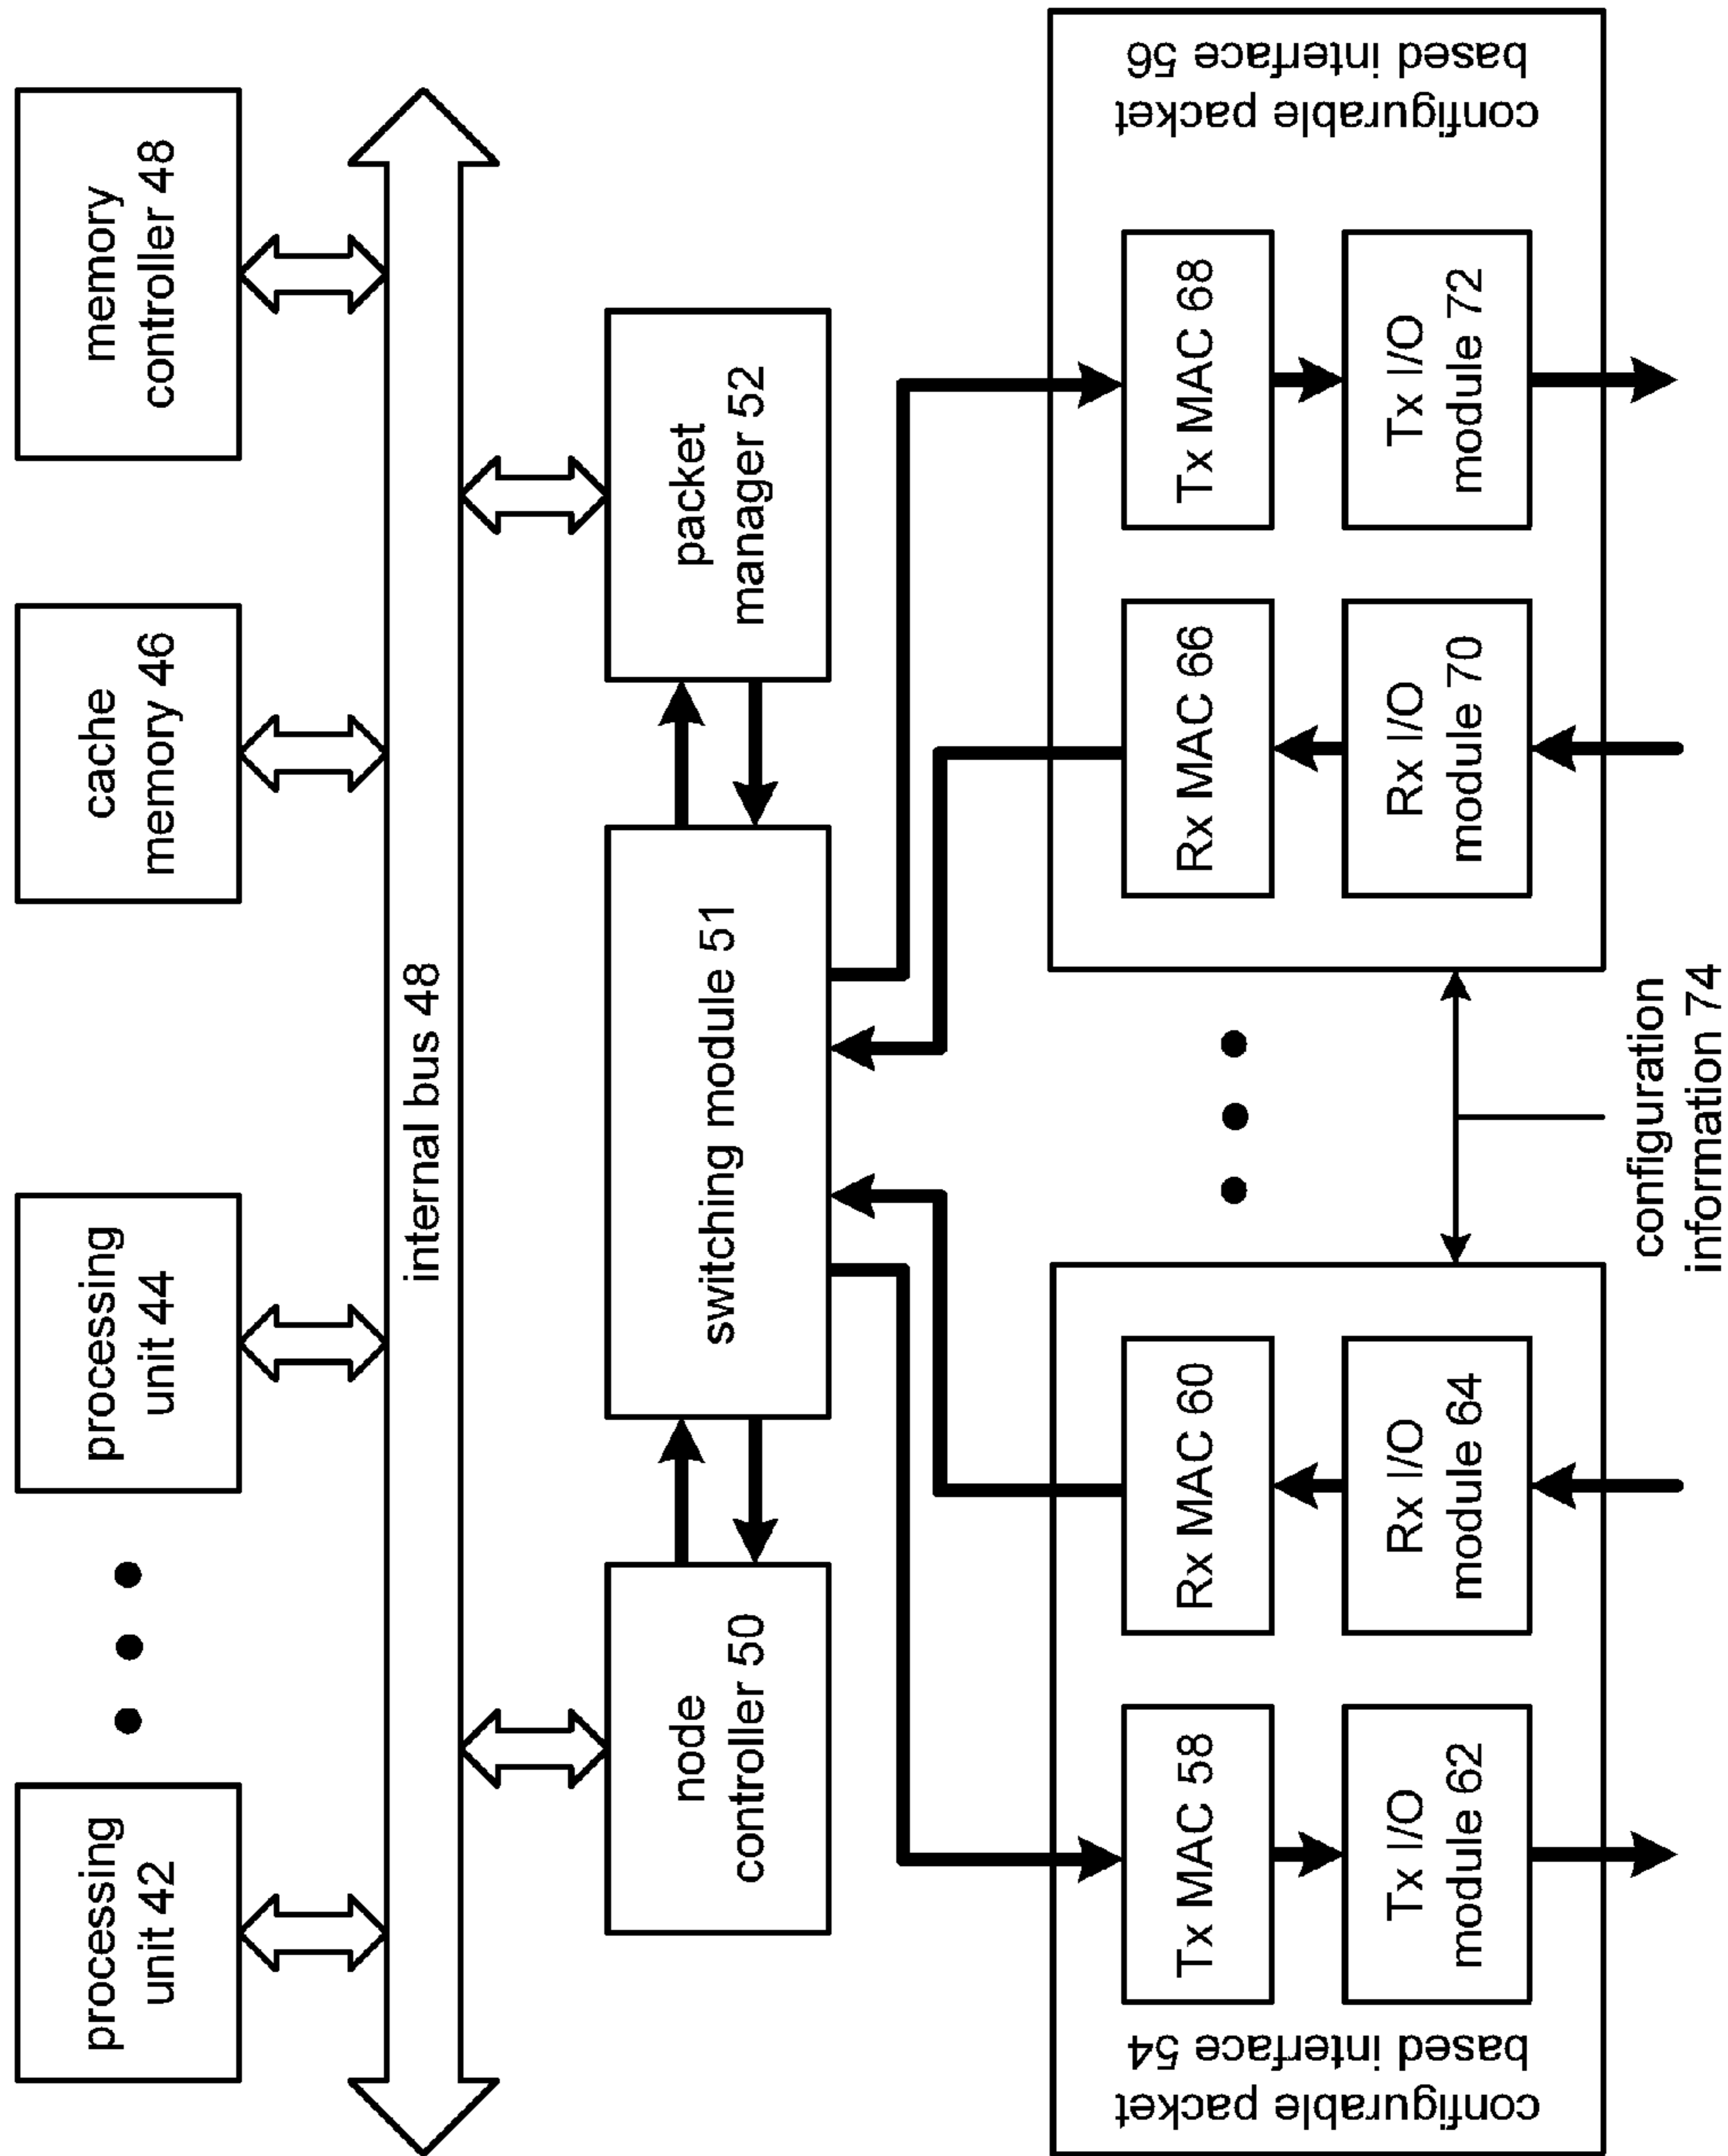 processing
unit 42
processing
unit 44
cache
memory 46
memory
controller 48
internal bus 48
node
controller 50
switching module 51
packet
manager 52
configurable packet
based interface 54
Tx MAC 58
Rx MAC 60
Tx I/O
module 62
Rx I/O
module 64
Rx MAC 66
Tx MAC 68
Rx I/O
module 70
Tx I/O
module 72
configurable packet
based interface 56
configuration
information 74